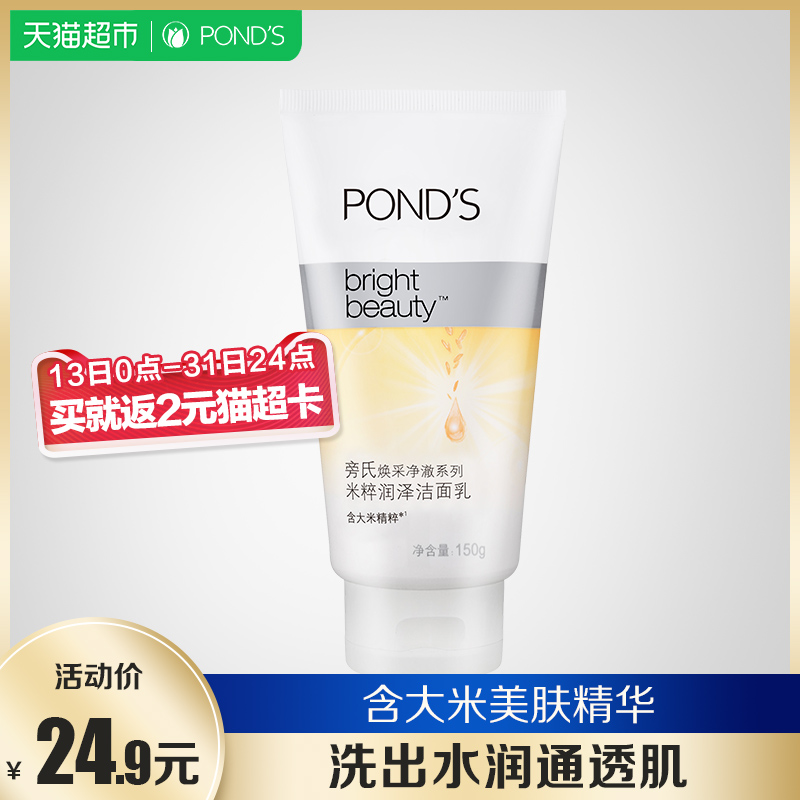 天猫超市 POND'S
POND'S
bright
beauty™
13日0点–31日24点
买就返2元猫超卡
旁氏焕采净澈系列
米粹润泽洁面乳
含大米精粹*1
净含量:150g
活动价
¥24.9元
含大米美肤精华
洗出水润通透肌